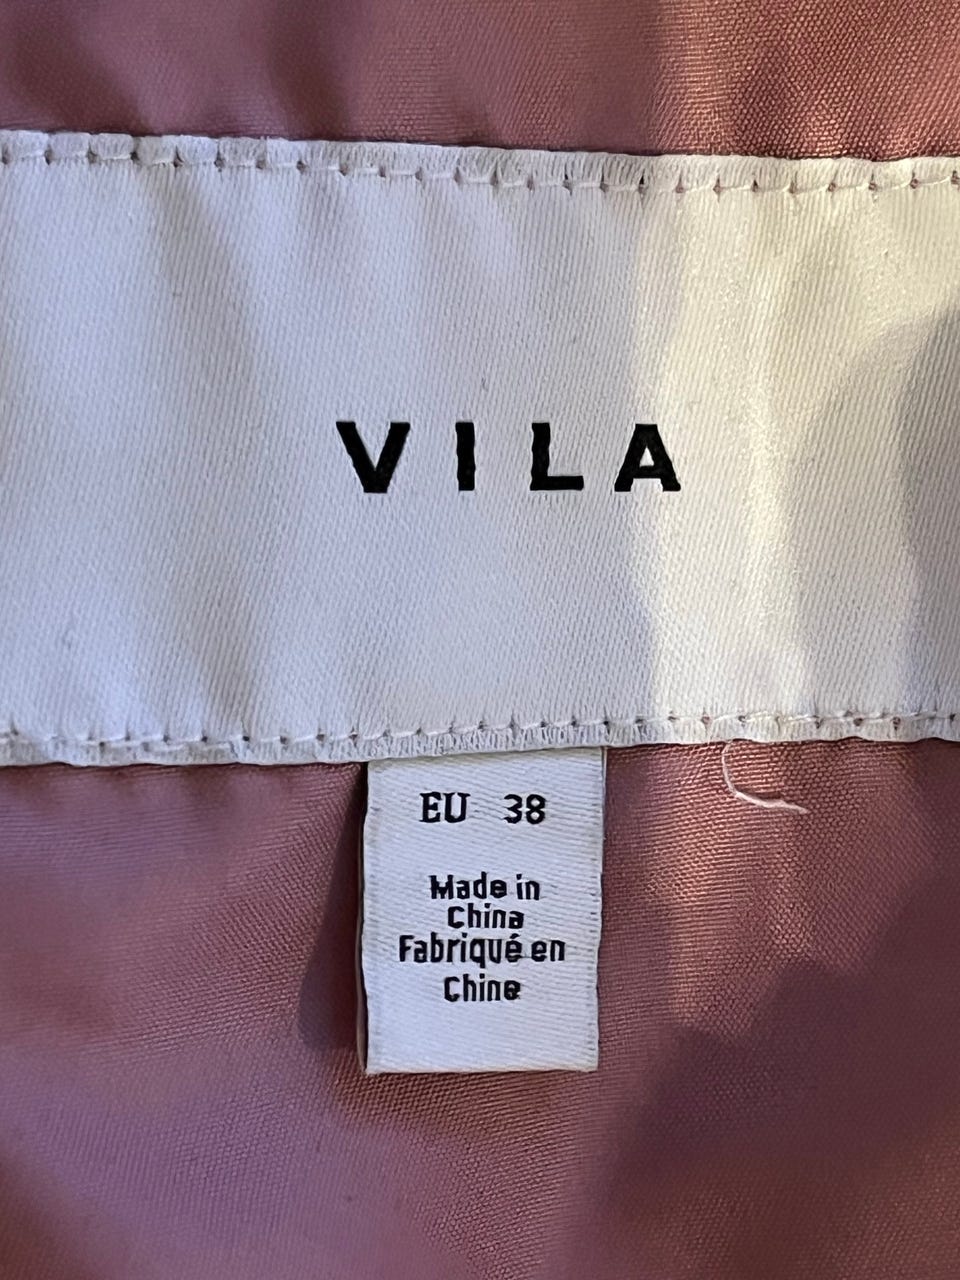 VILA
EU 38
Made in
China
Fabriqué en
Chine